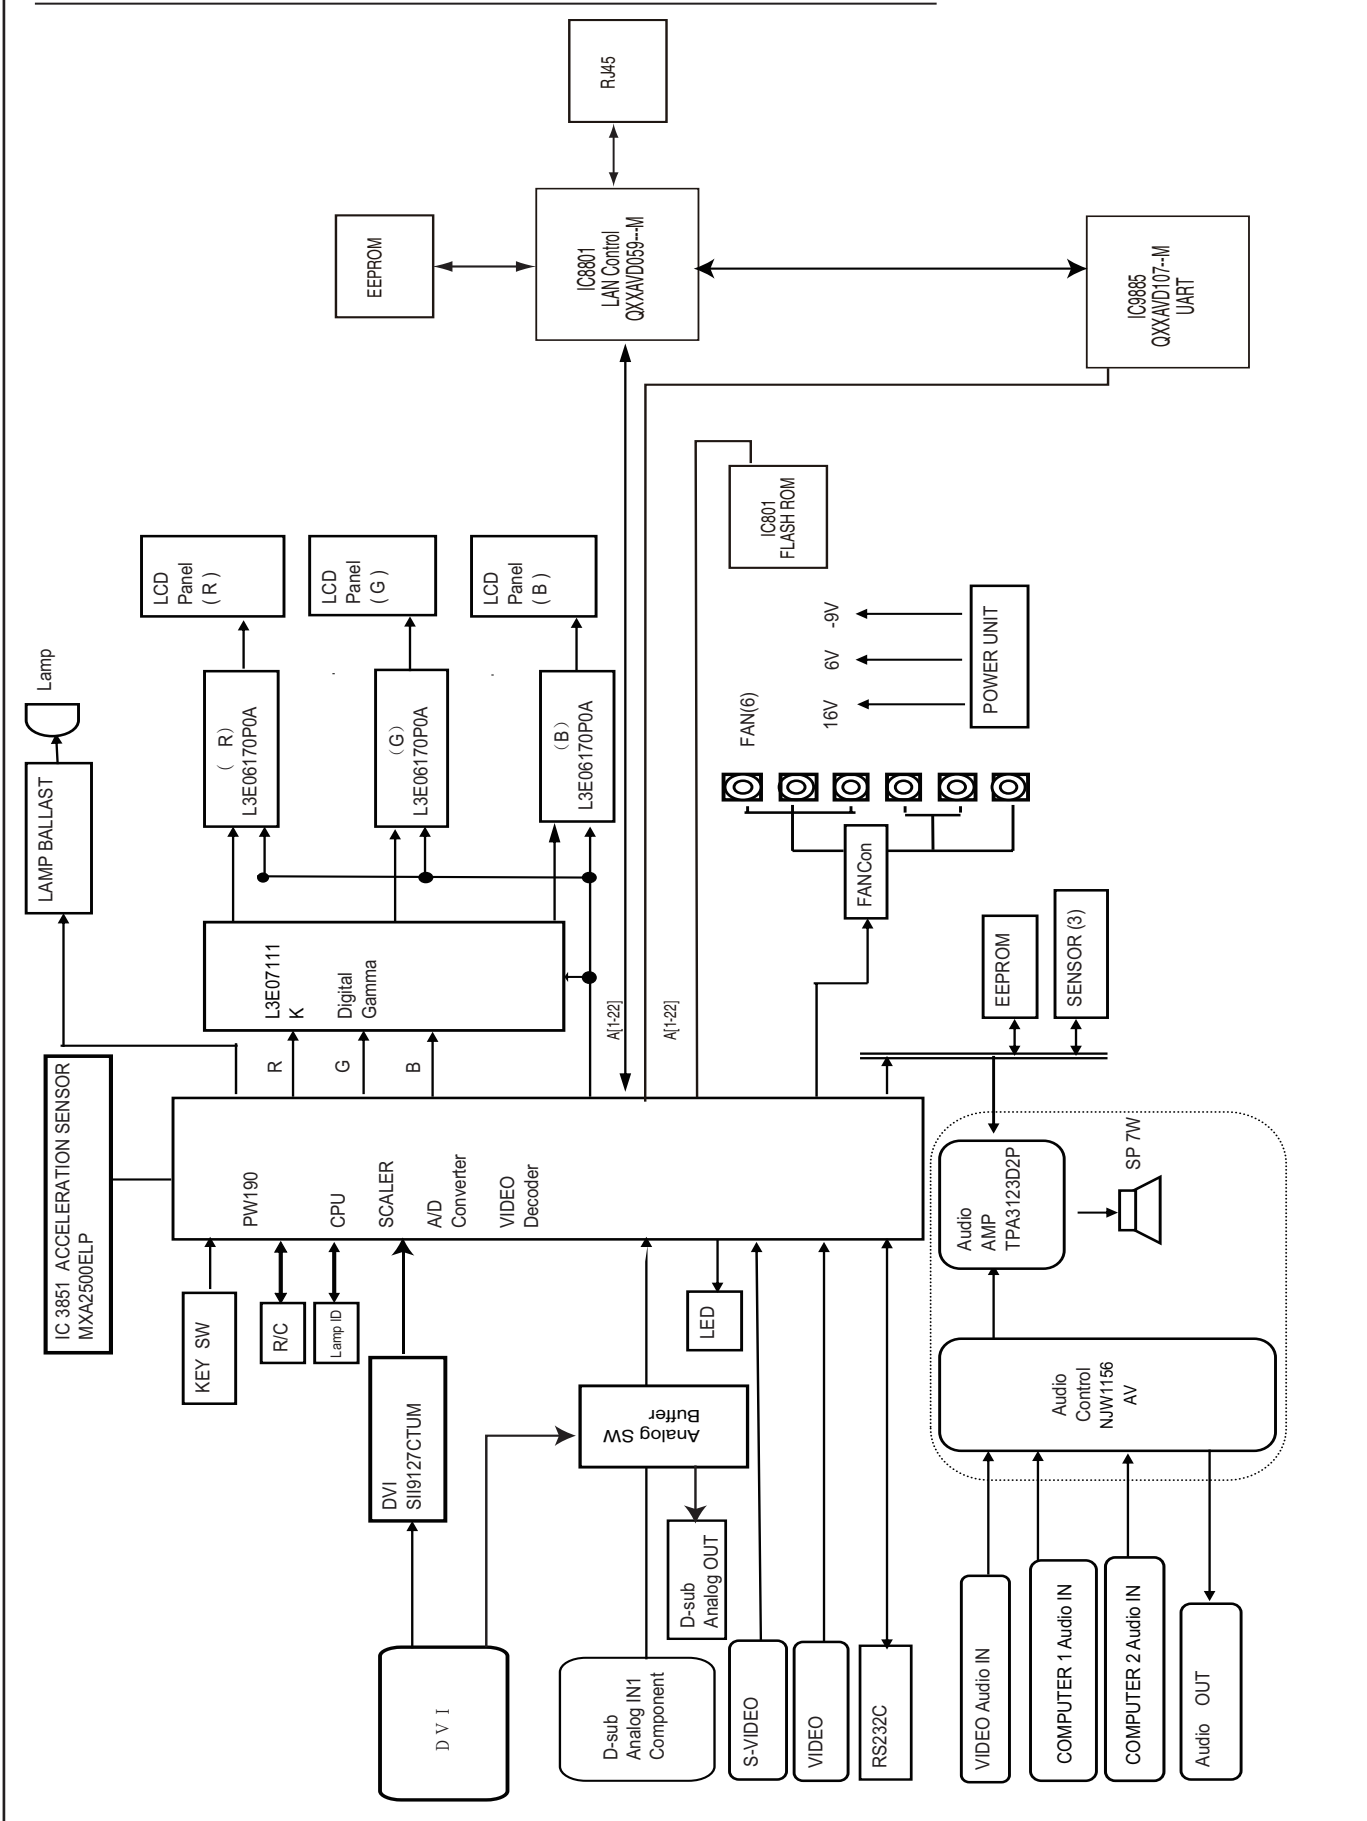 RJ45
EEPROM
IC8801
LAN Control
QXXAVD059---M
IC9885
QXXAVD107--M
UART
IC801
FLASH ROM
LCD
Panel
( R )
LCD
Panel
( G )
LCD
Panel
( B )
Lamp
LAMP BALLAST
( R)
L3E06170P0A
(G)
L3E06170P0A
(B)
L3E06170P0A
-9V
6V
16V
POWER UNIT
FAN(6)
FANCon
L3E07111
K
Digital
Gamma
A[1-22]
A[1-22]
R
G
B
EEPROM
SENSOR (3)
IC 3851 ACCELERATION SENSOR
MXA2500ELP
PW190
CPU
SCALER
A/D
Converter
VIDEO
Decoder
Audio
AMP
TPA3123D2P
SP 7W
KEY SW
R/C
Lamp ID
LED
DVI
SII9127CTUM
Analog SW
Buffer
Audio
Control
NJW1156
AV
D-sub
Analog OUT
DVI
D-sub
Analog IN1
Component
S-VIDEO
VIDEO
RS232C
VIDEO Audio IN
COMPUTER 1 Audio IN
COMPUTER 2 Audio IN
Audio OUT